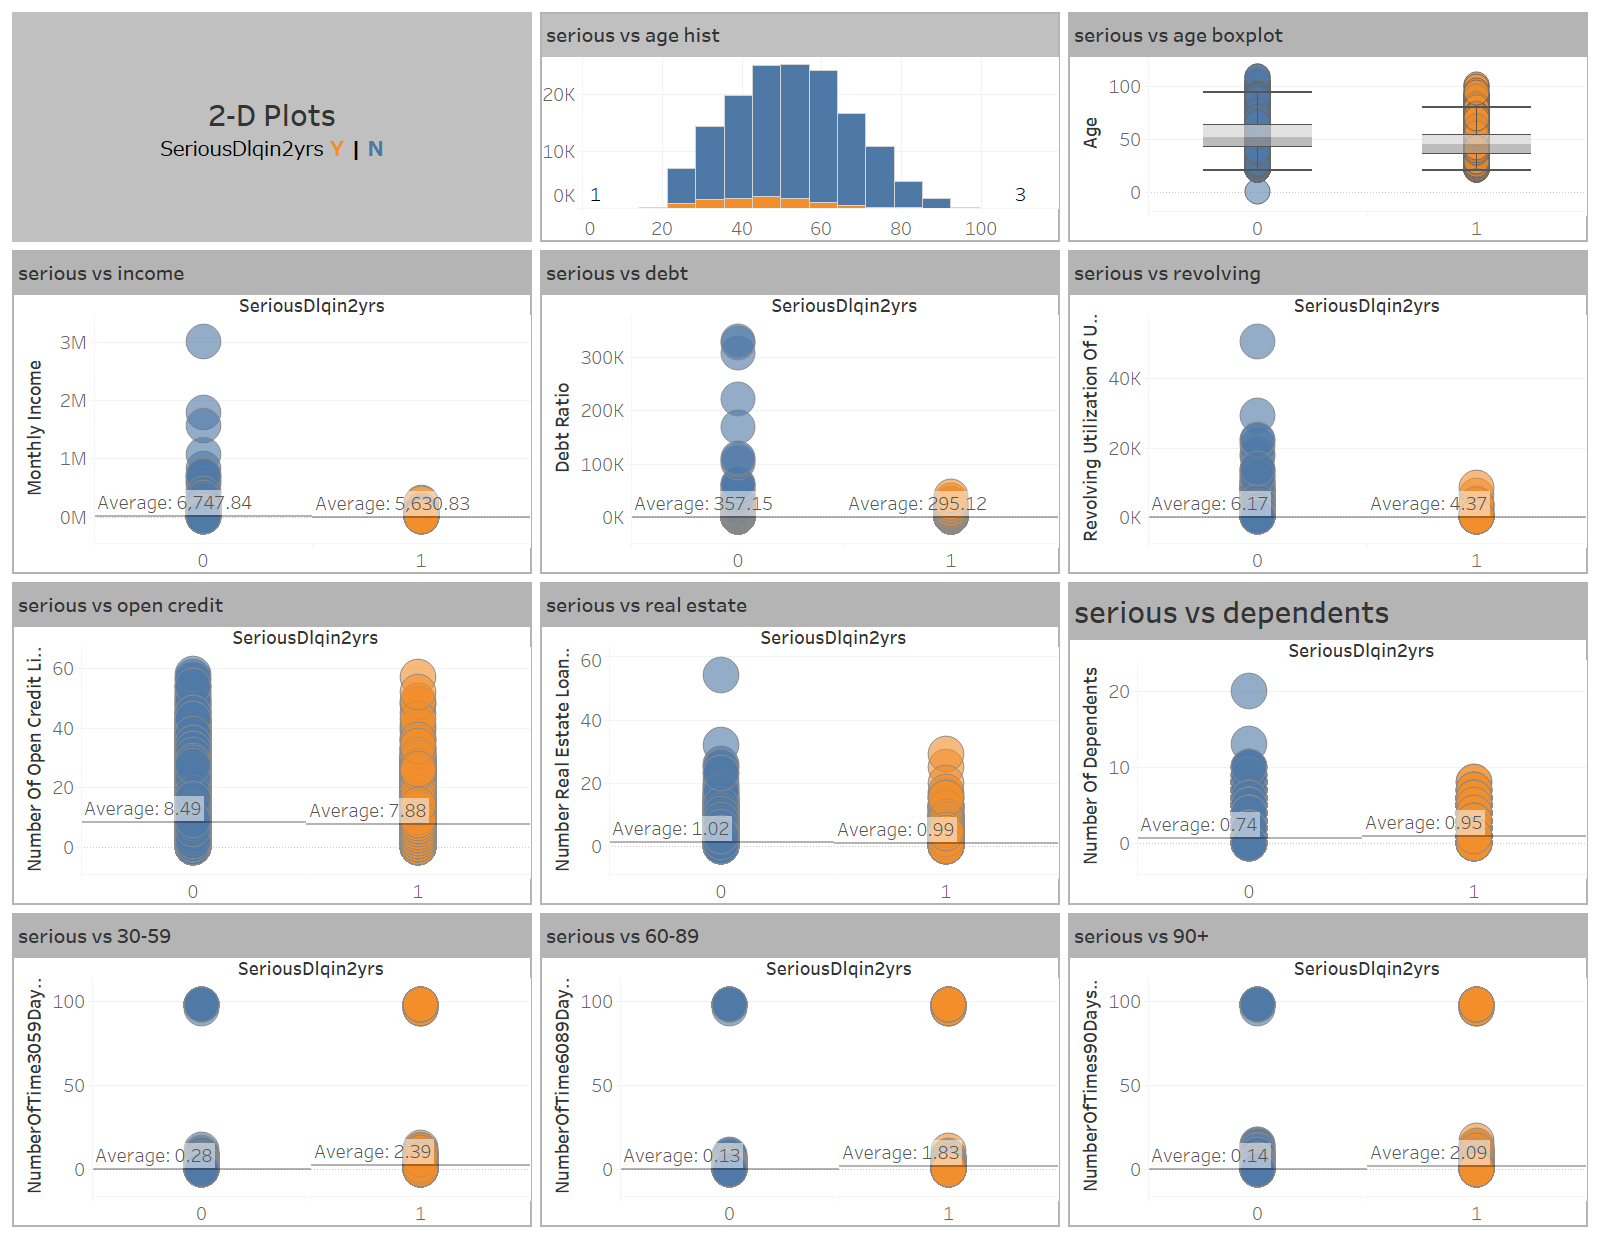 2-D Plots
SeriousDlqin2yrs Y | N
serious vs age hist
20K
10K
0K
1
3
0 20 40 60 80 100
serious vs age boxplot
Age
100
50
0
0 1
serious vs income
SeriousDlqin2yrs
Monthly Income
3M
2M
1M
0M
Average: 6,747.84
Average: 5,630.83
0 1
serious vs debt
SeriousDlqin2yrs
Debt Ratio
300K
200K
100K
0K
Average: 357.15
Average: 295.12
0 1
serious vs revolving
SeriousDlqin2yrs
Revolving Utilization Of U..
40K
20K
0K
Average: 6.17
Average: 4.37
0 1
serious vs open credit
SeriousDlqin2yrs
Number Of Open Credit Li..
60
40
20
0
Average: 8.49
Average: 7.88
0 1
serious vs real estate
SeriousDlqin2yrs
Number Real Estate Loan..
60
40
20
0
Average: 1.02
Average: 0.99
0 1
serious vs dependents
SeriousDlqin2yrs
Number Of Dependents
20
10
0
Average: 0.74
Average: 0.95
0 1
serious vs 30-59
SeriousDlqin2yrs
NumberOfTime3059Day..
100
50
0
Average: 0.28
Average: 2.39
0 1
serious vs 60-89
SeriousDlqin2yrs
NumberOfTime6089Day..
100
50
0
Average: 0.13
Average: 1.83
0 1
serious vs 90+
SeriousDlqin2yrs
NumberOfTimes90Days..
100
50
0
Average: 0.14
Average: 2.09
0 1